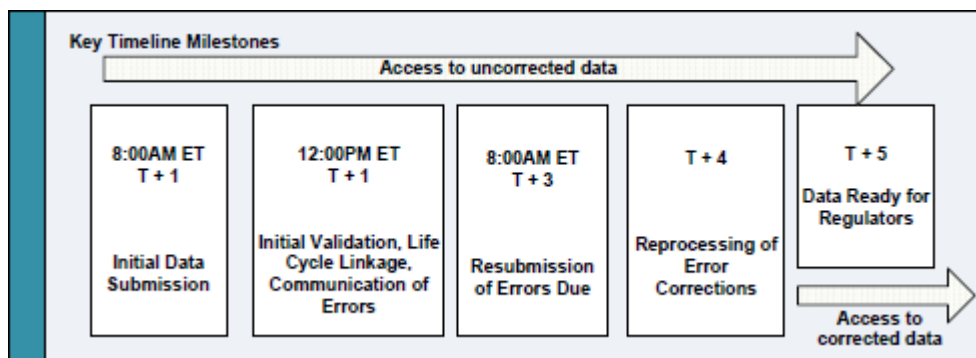 Key Timeline Milestones
Access to uncorrected data
8:00AM ET
T + 1
Initial Data
Submission
12:00PM ET
T + 1
Initial Validation, Life
Cycle Linkage,
Communication of
Errors
8:00AM ET
T + 3
Resubmission
of Errors Due
T + 4
Reprocessing of
Error
Corrections
T + 5
Data Ready for
Regulators
Access to
corrected data